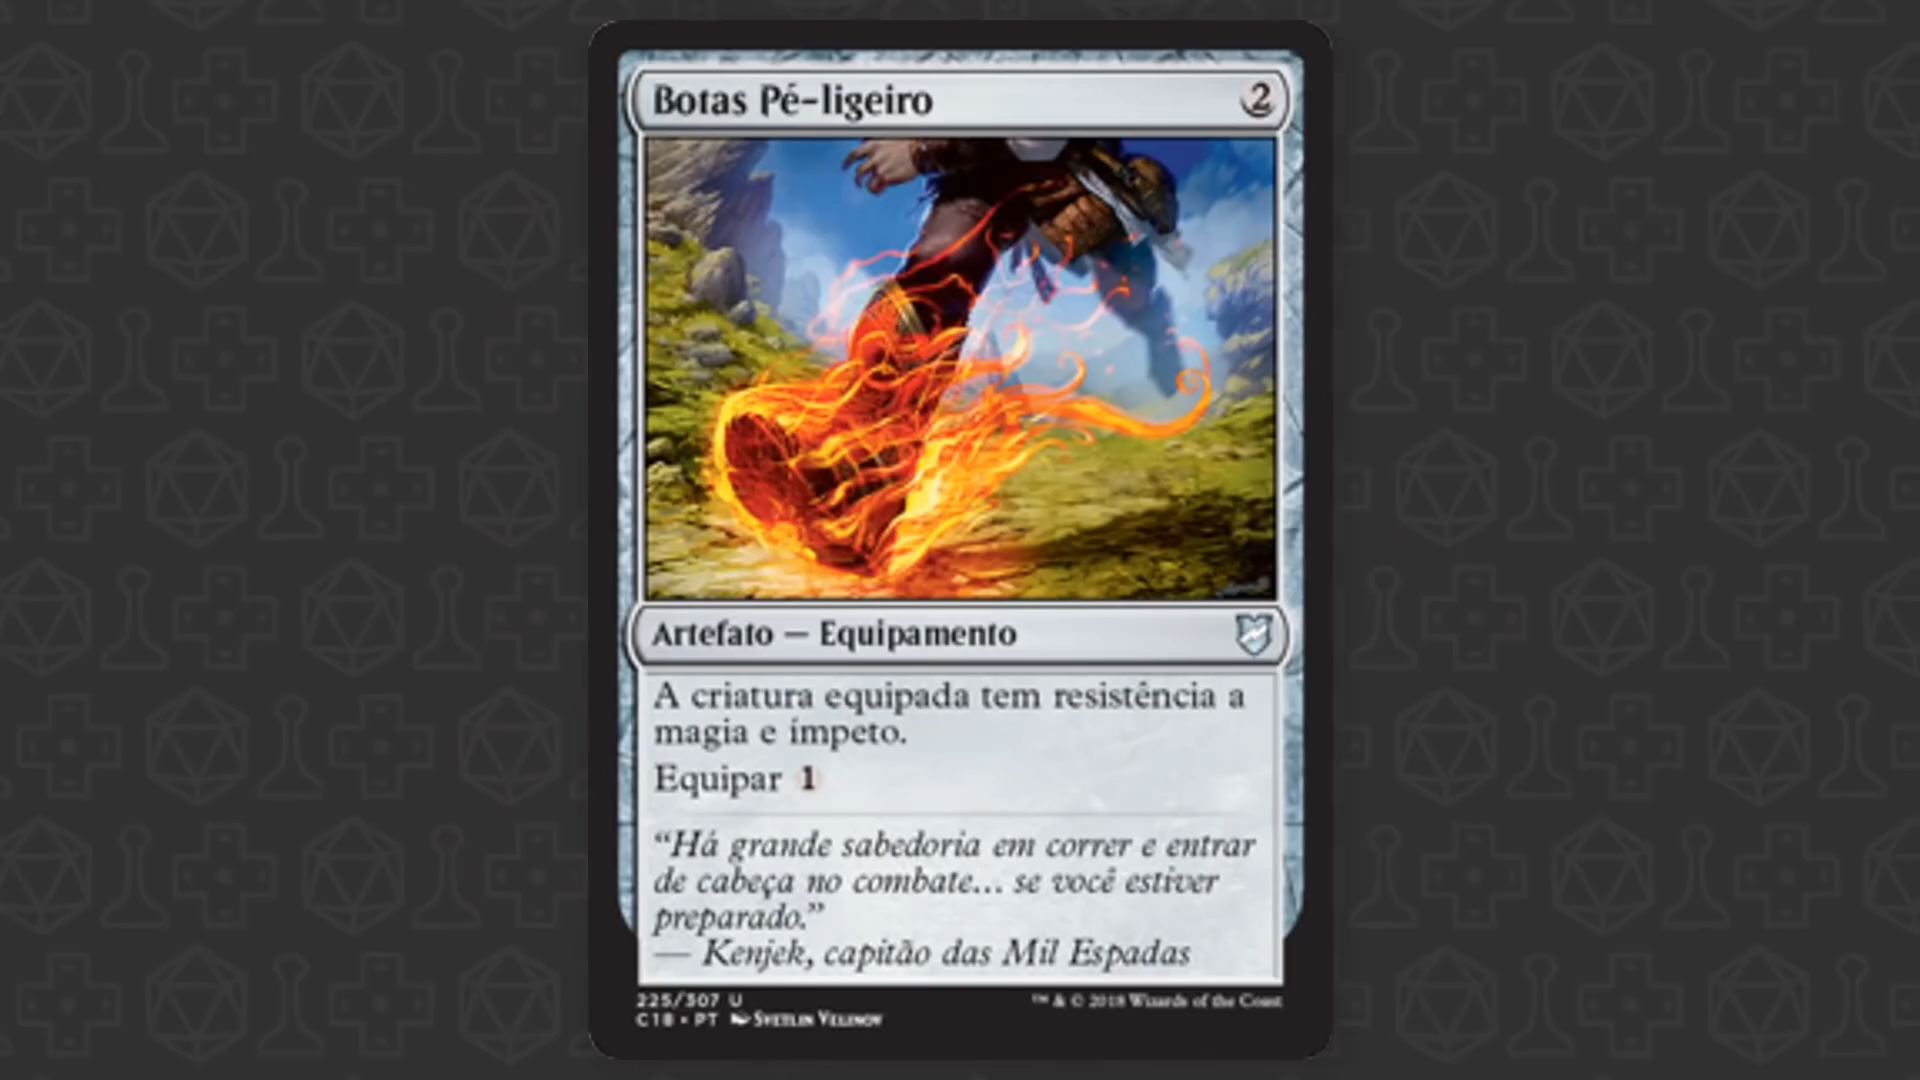 Botas Pé-ligeiro 2
Artefato — Equipamento
A criatura equipada tem resistência a
magia e ímpeto.
Equipar 1
“Há grande sabedoria em correr e entrar
de cabeça no combate... se você estiver
preparado.”
— Kenjek, capitão das Mil Espadas
225/307 U
™ & © 2018 Wizards of the Coast
C18 • PT Svetlin Velinov